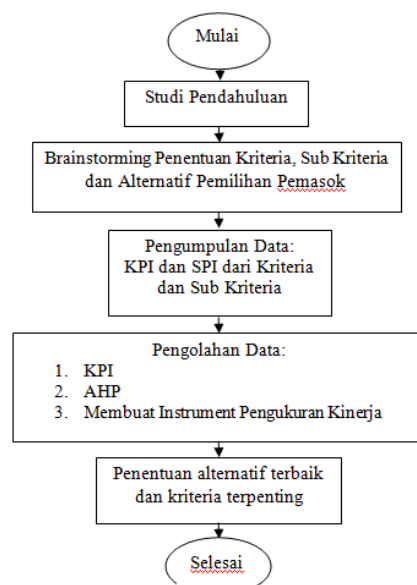 Mulai
Studi Pendahuluan
Brainstorming Penentuan Kriteria, Sub Kriteria
dan Alternatif Pemilihan Pemasok
Pengumpulan Data:
KPI dan SPI dari Kriteria
dan Sub Kriteria
Pengolahan Data:
1. KPI
2. AHP
3. Membuat Instrument Pengukuran Kinerja
Penentuan alternatif terbaik
dan kriteria terpenting
Selesai